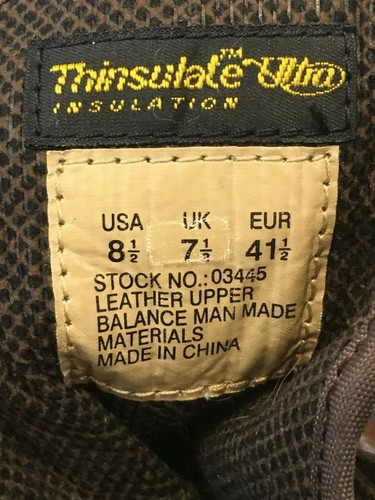 Thinsulate™ Ultra
INSULATION
USA UK EUR
8½ 7½ 41½
STOCK NO.: 03445
LEATHER UPPER
BALANCE MAN MADE
MATERIALS
MADE IN CHINA